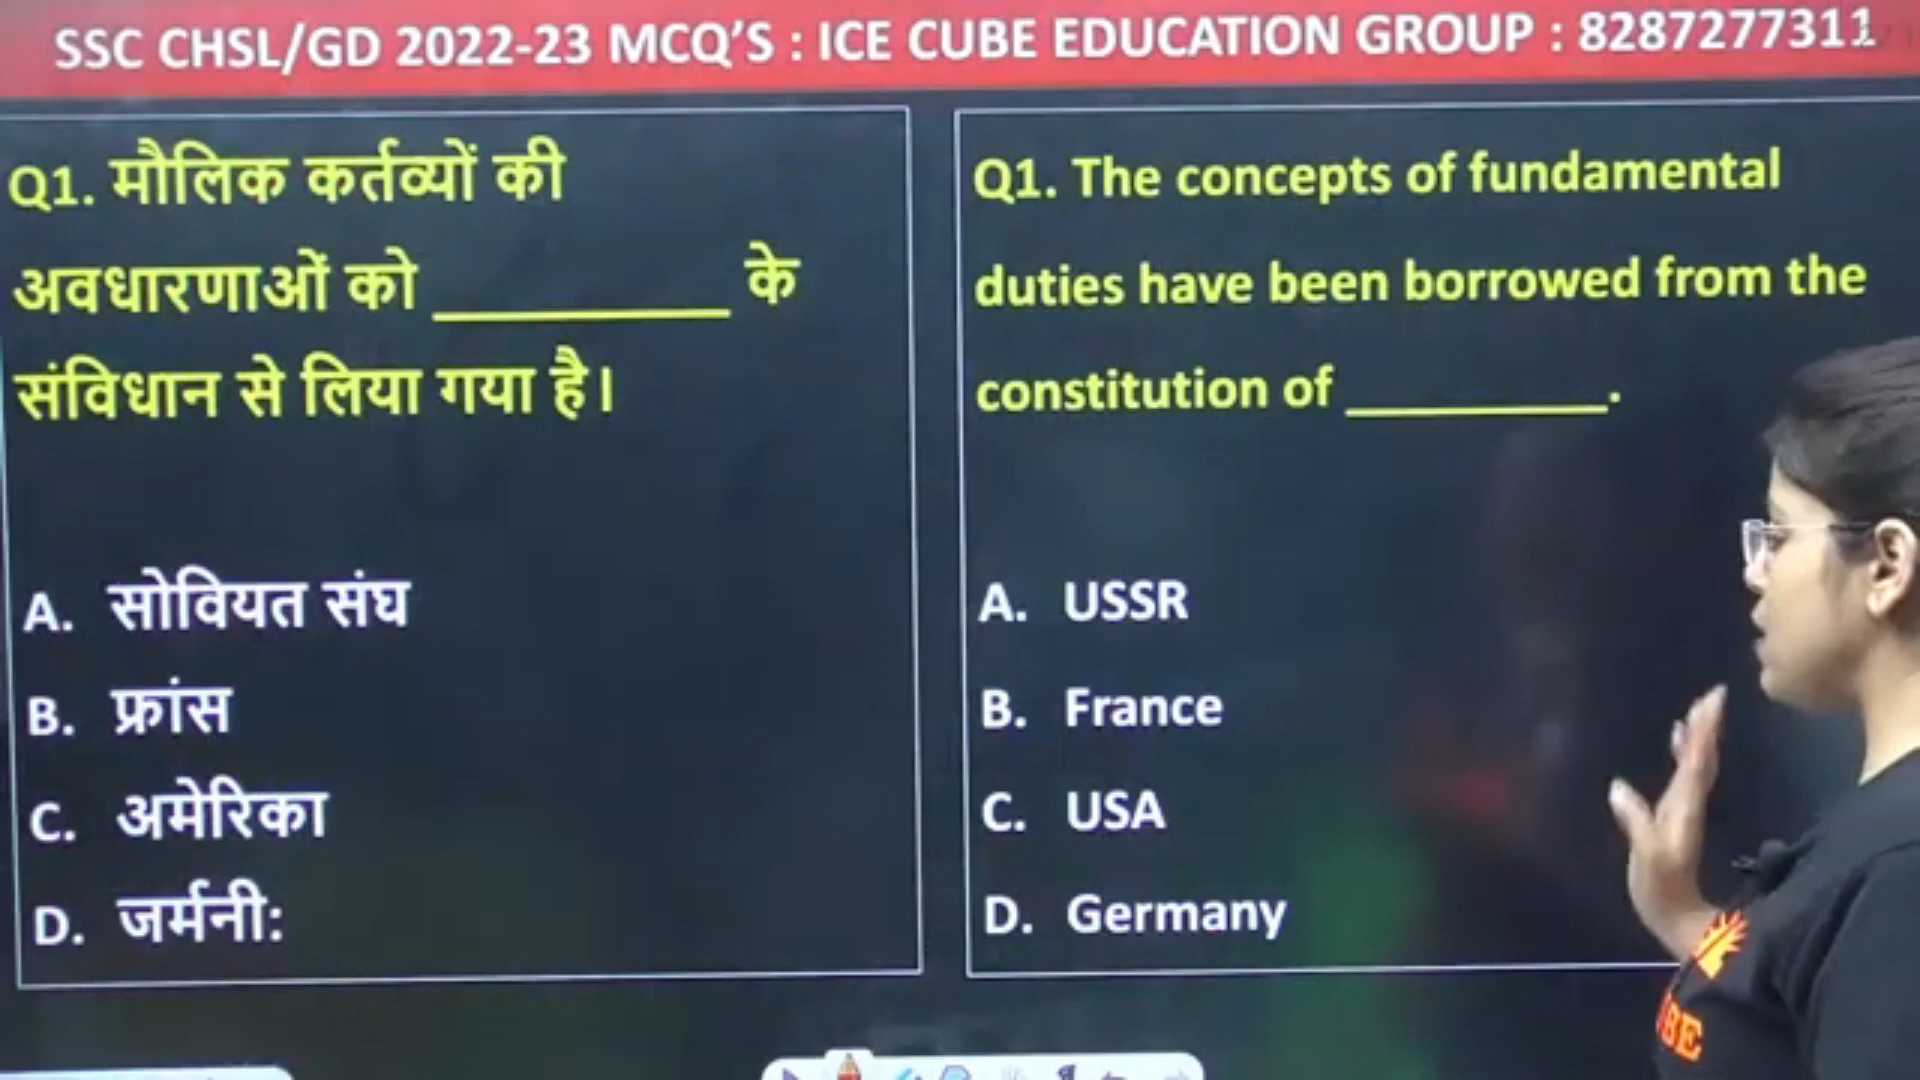 SSC CHSL/GD 2022-23 MCQ'S : ICE CUBE EDUCATION GROUP : 8287277311
Q1. मौलिक कर्तव्यों की
अवधारणाओं को __________ के
संविधान से लिया गया है।
A. सोवियत संघ
B. फ्रांस
C. अमेरिका
D. जर्मनी:
Q1. The concepts of fundamental
duties have been borrowed from the
constitution of _________.
A. USSR
B. France
C. USA
D. Germany